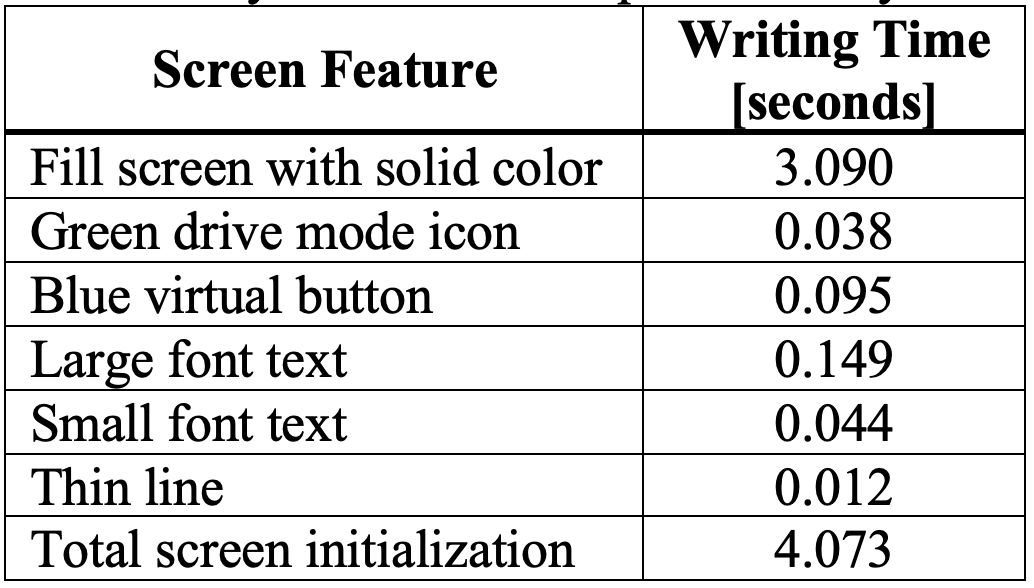 Screen Feature Writing Time
[seconds]
Fill screen with solid color 3.090
Green drive mode icon 0.038
Blue virtual button 0.095
Large font text 0.149
Small font text 0.044
Thin line 0.012
Total screen initialization 4.073